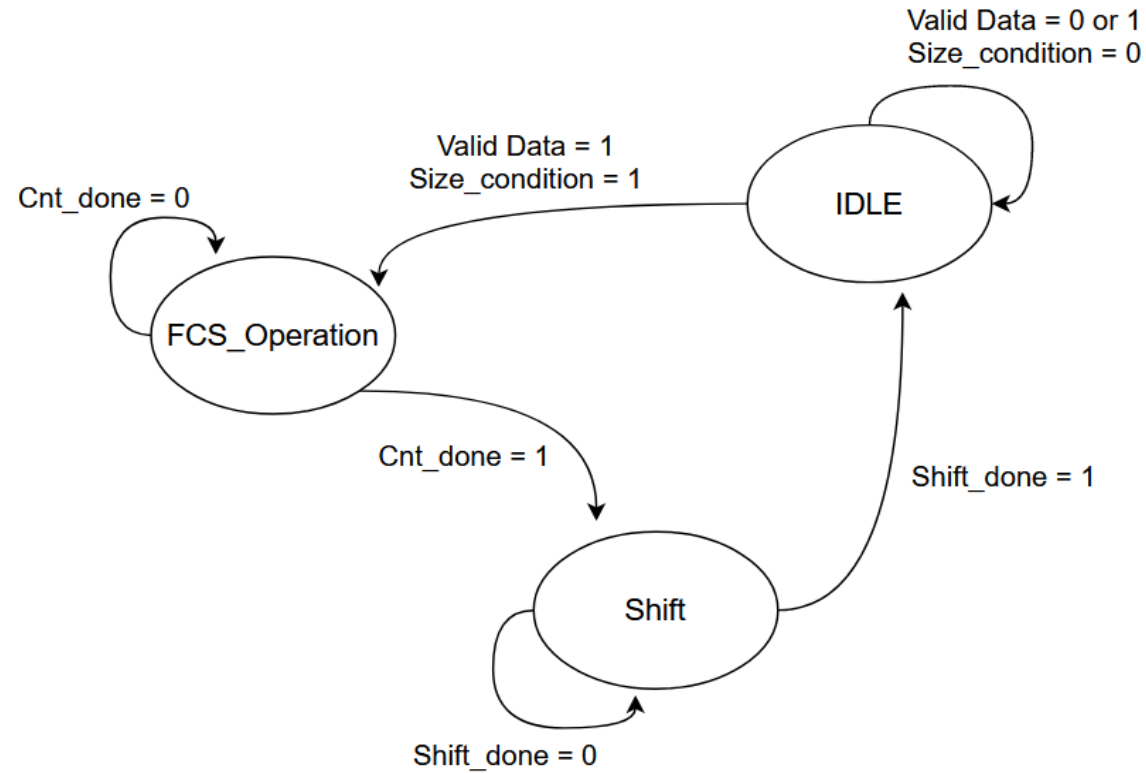 Valid Data = 0 or 1
Size_condition = 0
Valid Data = 1
Size_condition = 1
IDLE
Cnt_done = 0
FCS_Operation
Cnt_done = 1
Shift_done = 1
Shift
Shift_done = 0